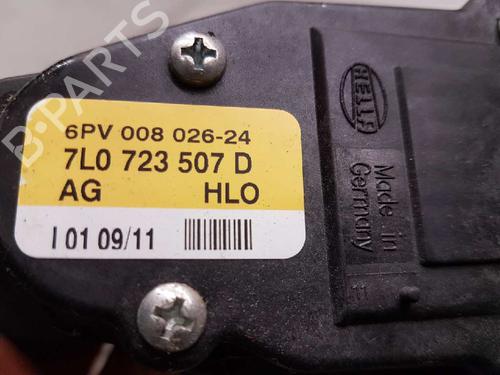 6PV 008 026-24
7L0 723 507 D
AG HLO
I 01 09/11
HELLA
Made in
Germany
B-PARTS